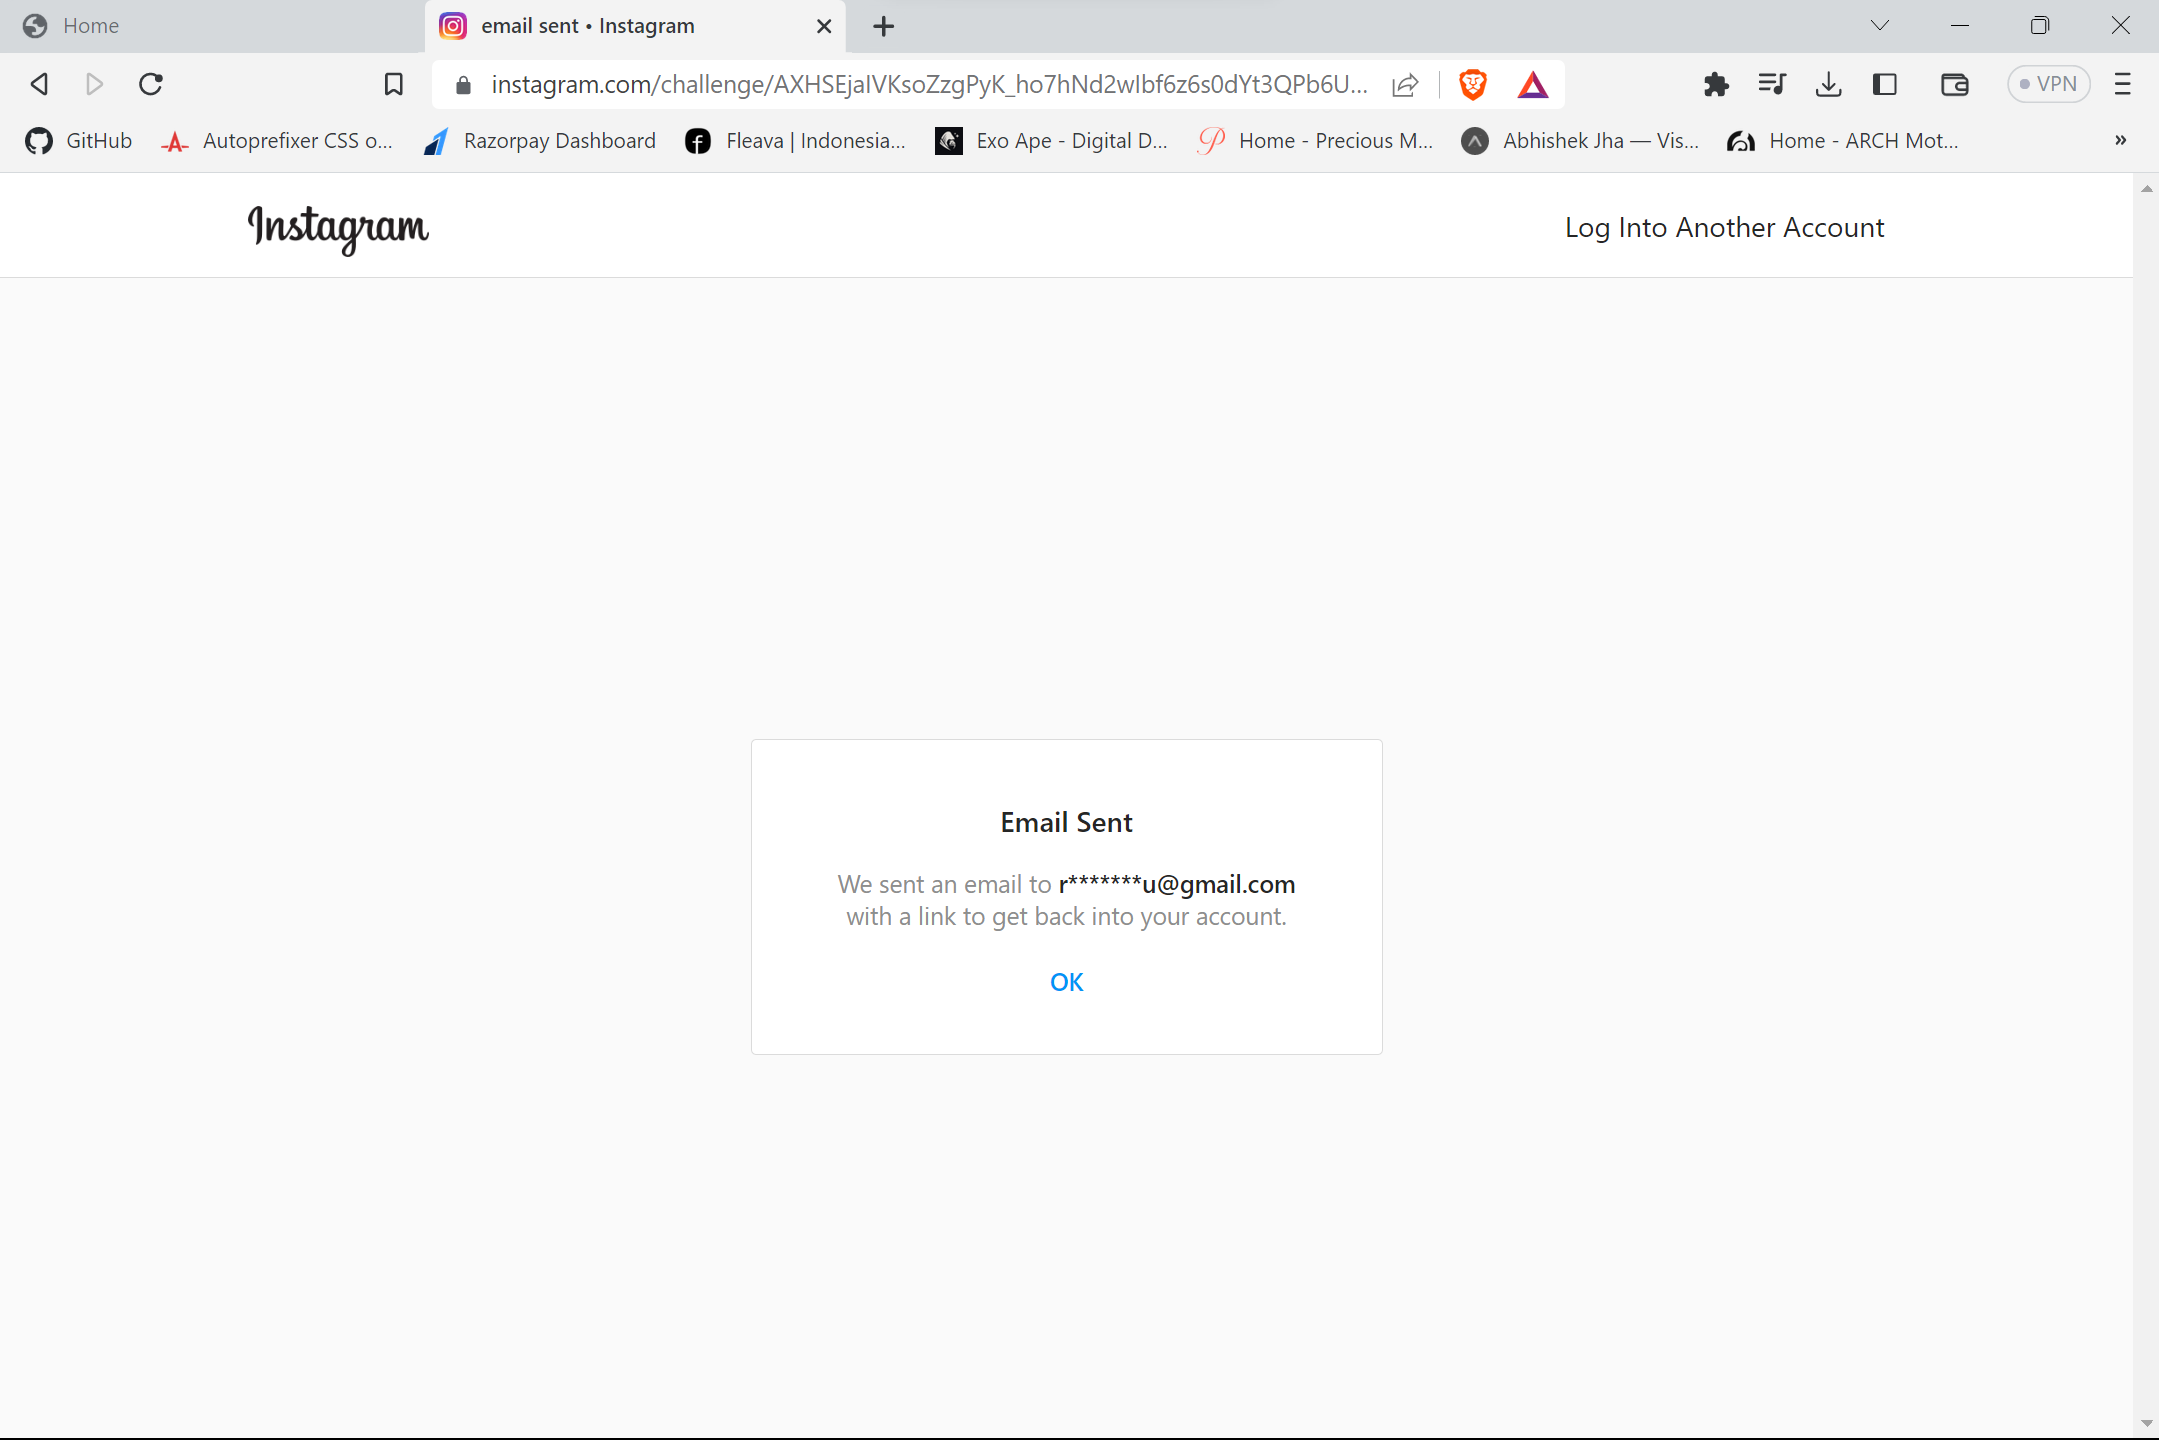 Home
email sent • Instagram
instagram.com/challenge/AXHSEjaIVKsoZzgPyK_ho7hNd2wIbf6z6s0dYt3QPb6U...
VPN
GitHub
Autoprefixer CSS o...
Razorpay Dashboard
Fleava | Indonesia...
Exo Ape - Digital D...
Home - Precious M...
Abhishek Jha — Vis...
Home - ARCH Mot...
»
Instagram
Log Into Another Account
Email Sent
We sent an email to r*******u@gmail.com
with a link to get back into your account.
OK